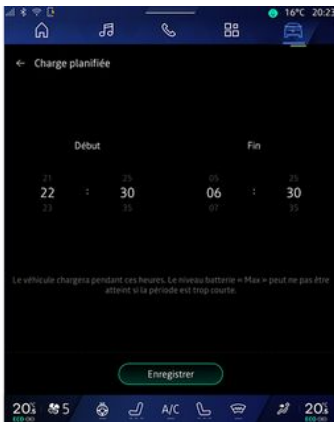 16°C 20:23
Charge planifiée
Début Fin
21 25 05 25
22 : 30 06 : 30
23 35 07 35
Le véhicule chargera pendant ces heures. Le niveau batterie « Max » peut ne pas être
atteint si la période est trop courte.
Enregistrer
20% 5 A/C 20%
ECO ECO